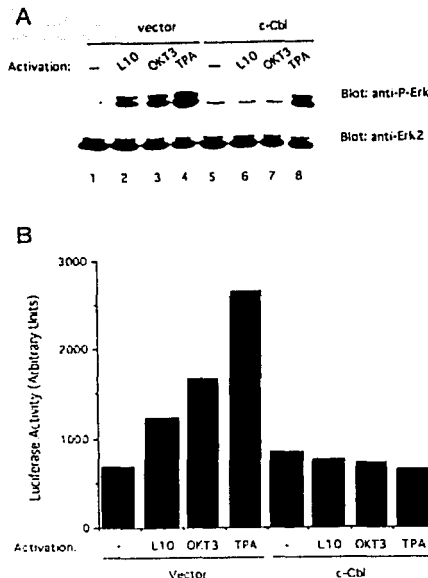 A
vector c-Cbl
Activation: – L10 OKT3 TPA – L10 OKT3 TPA
Blot: anti-P-Erk
Blot: anti-Erk2
1 2 3 4 5 6 7 8
B
Luciferase Activity (Arbitrary Units)
3000
2000
1000
0
Activation: - L10 OKT3 TPA - L10 OKT3 TPA
Vector c-Cbl